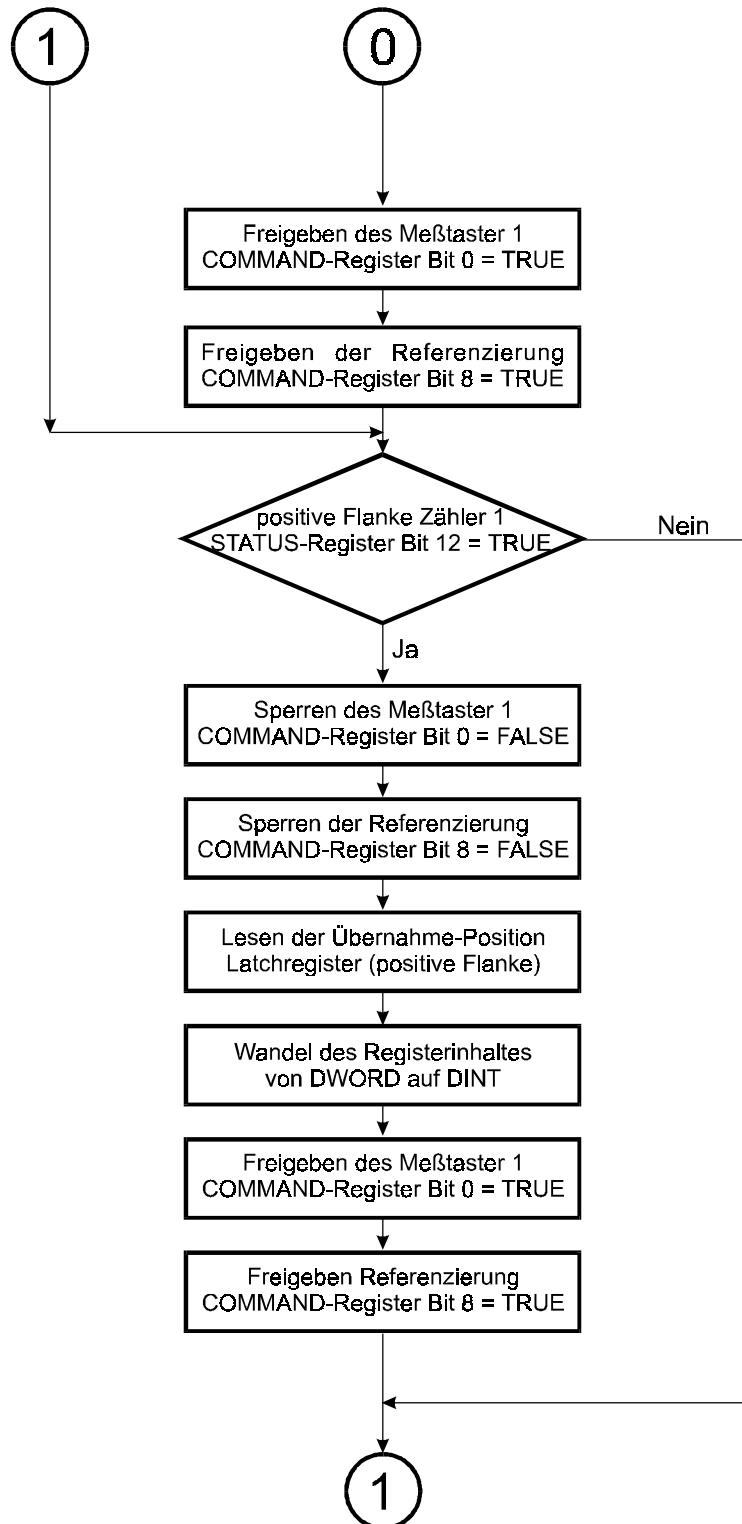 1
0
Freigeben des Meßtaster 1
COMMAND-Register Bit 0 = TRUE
Freigeben der Referenzierung
COMMAND-Register Bit 8 = TRUE
positive Flanke Zähler 1
STATUS-Register Bit 12 = TRUE
Nein
Ja
Sperren des Meßtaster 1
COMMAND-Register Bit 0 = FALSE
Sperren der Referenzierung
COMMAND-Register Bit 8 = FALSE
Lesen der Übernahme-Position
Latchregister (positive Flanke)
Wandel des Registerinhaltes
von DWORD auf DINT
Freigeben des Meßtaster 1
COMMAND-Register Bit 0 = TRUE
Freigeben Referenzierung
COMMAND-Register Bit 8 = TRUE
1